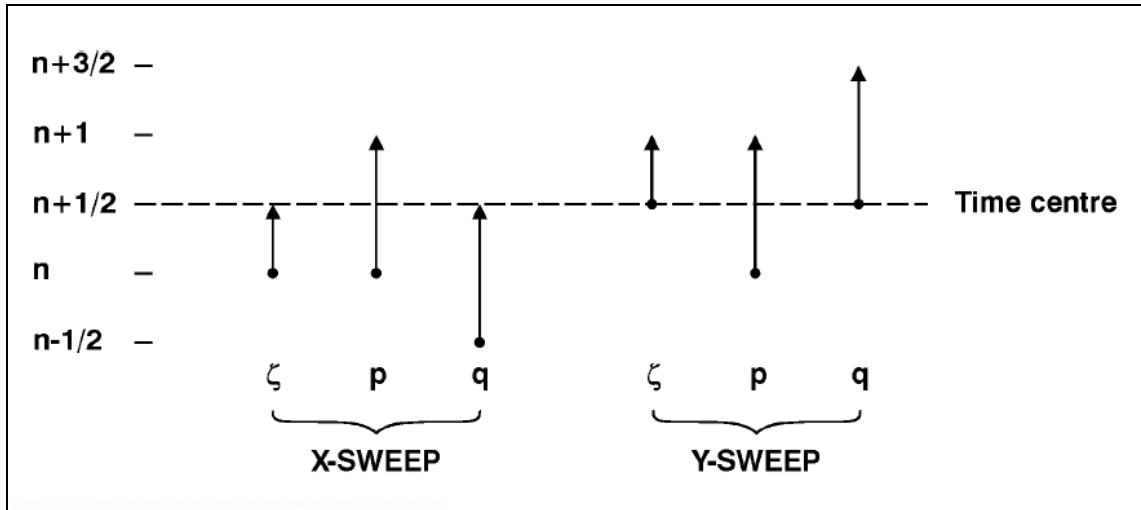 n+3/2
n+1
n+1/2
Time centre
n
n-1/2
ζ p q ζ p q
X-SWEEP Y-SWEEP